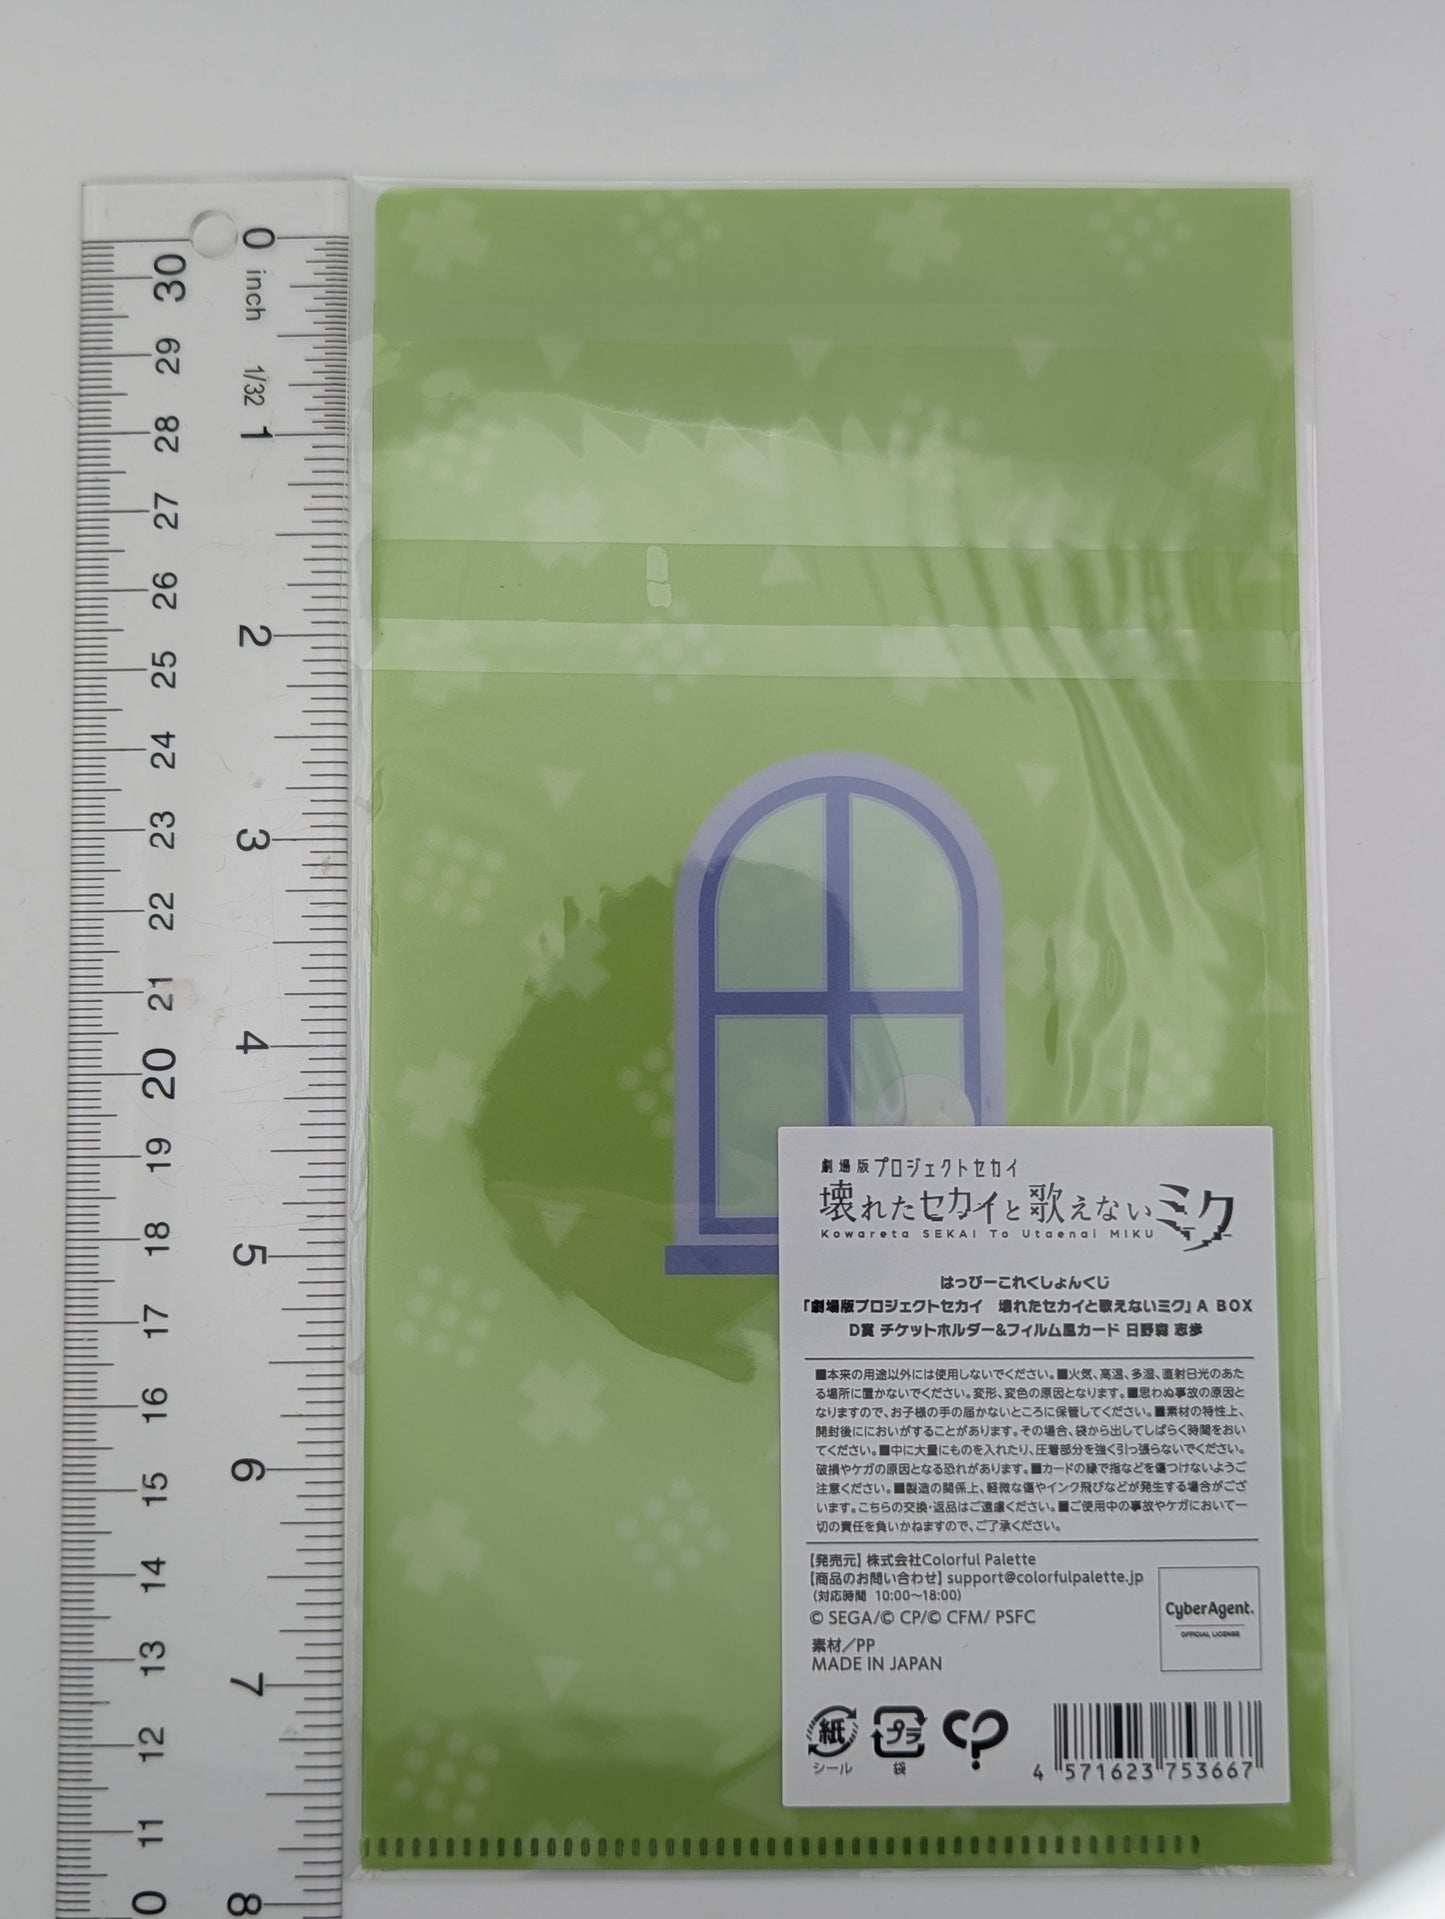 0
inch
1/32
1
2
3
4
5
6
7
8
30
29
28
27
26
25
24
23
22
21
20
19
18
17
16
15
14
13
12
11
0
劇場版プロジェクトセカイ
壊れたセカイと歌えないミク
Kowareta SEKAI To Utaenai MIKU
はっぴーこれくしょんくじ
「劇場版プロジェクトセカイ　壊れたセカイと歌えないミク」A BOX
D賞 チケットホルダー&フィルム風カード 日野森 志歩
■本来の用途以外には使用しないでください。■火気、高温、多湿、直射日光のあた
る場所に置かないでください。変形、変色の原因となります。■思わぬ事故の原因と
なりますので、お子様の手の届かないところに保管してください。■素材の特性上、
開封後ににおいがすることがあります。その場合、袋から出してしばらく時間をおい
てください。■中に大量にものを入れたり、圧着部分を強く引っ張らないでください。
破損やケガの原因となる恐れがあります。■カードの縁で指などを傷つけないようご
注意ください。■製造の関係上、軽微な傷やインク飛びなどが発生する場合がござ
います。こちらの交換・返品はご遠慮ください。■ご使用中の事故やケガにおいて一
切の責任を負いかねますので、ご了承ください。
【発売元】株式会社Colorful Palette
【商品のお問い合わせ】support@colorfulpalette.jp
（対応時間 10:00～18:00）
© SEGA/© CP/© CFM/ PSFC
素材／PP
MADE IN JAPAN
CyberAgent.
OFFICIAL LICENSE
紙
シール
プラ
袋
4 571623 753667